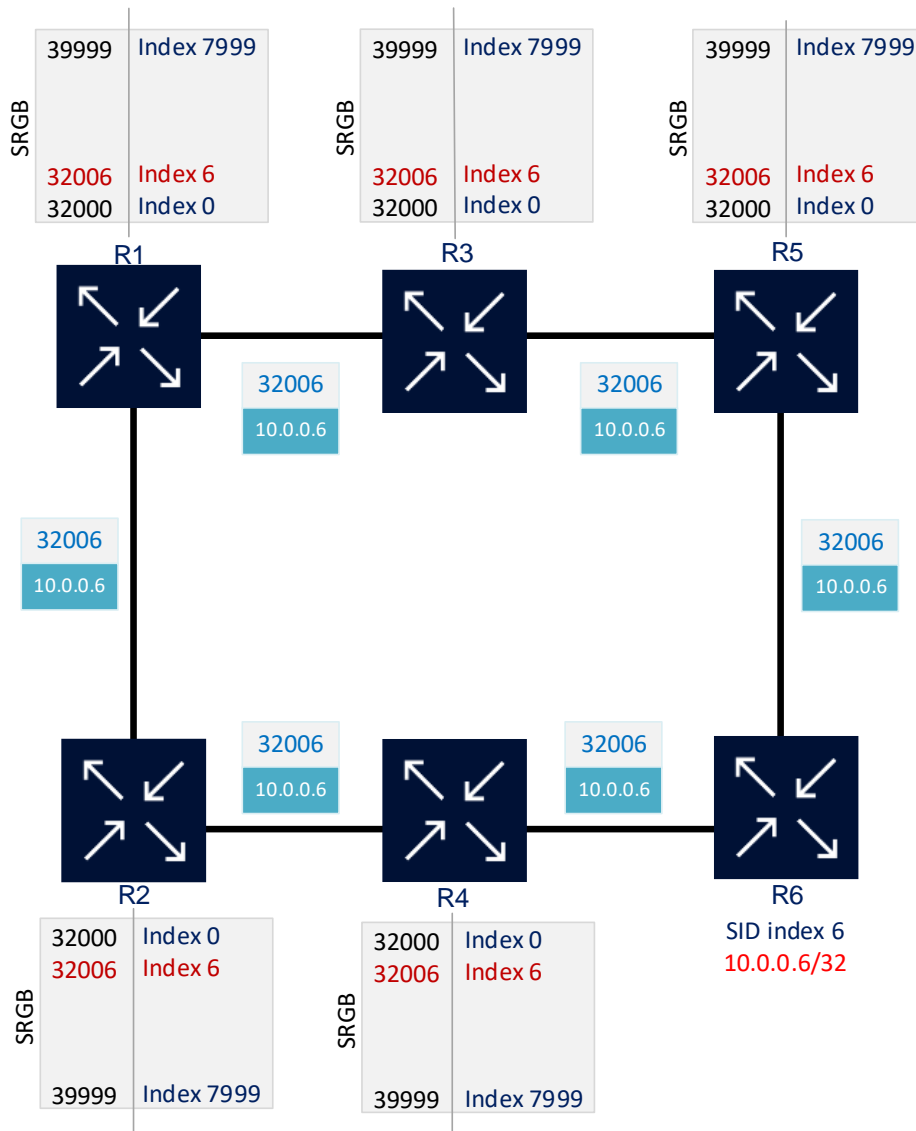 39999 Index 7999
SRGB
32006 Index 6
32000 Index 0
39999 Index 7999
SRGB
32006 Index 6
32000 Index 0
39999 Index 7999
SRGB
32006 Index 6
32000 Index 0
R1
R3
R5
32006
10.0.0.6
32006
10.0.0.6
32006
10.0.0.6
32006
10.0.0.6
32006
10.0.0.6
32006
10.0.0.6
R2
R4
R6
SID index 6
10.0.0.6/32
32000 Index 0
32006 Index 6
SRGB
39999 Index 7999
32000 Index 0
32006 Index 6
SRGB
39999 Index 7999